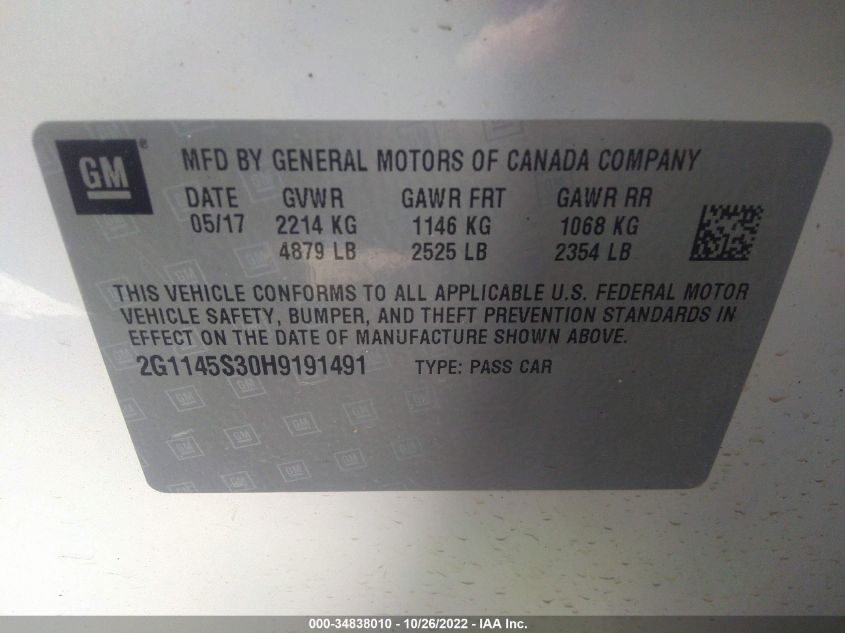 GM ® MFD BY GENERAL MOTORS OF CANADA COMPANY
DATE GVWR GAWR FRT GAWR RR
05/17 2214 KG 1146 KG 1068 KG
4879 LB 2525 LB 2354 LB
THIS VEHICLE CONFORMS TO ALL APPLICABLE U.S. FEDERAL MOTOR
VEHICLE SAFETY, BUMPER, AND THEFT PREVENTION STANDARDS IN
EFFECT ON THE DATE OF MANUFACTURE SHOWN ABOVE.
2G1145S30H9191491 TYPE: PASS CAR
000-34838010 - 10/26/2022 - IAA Inc.